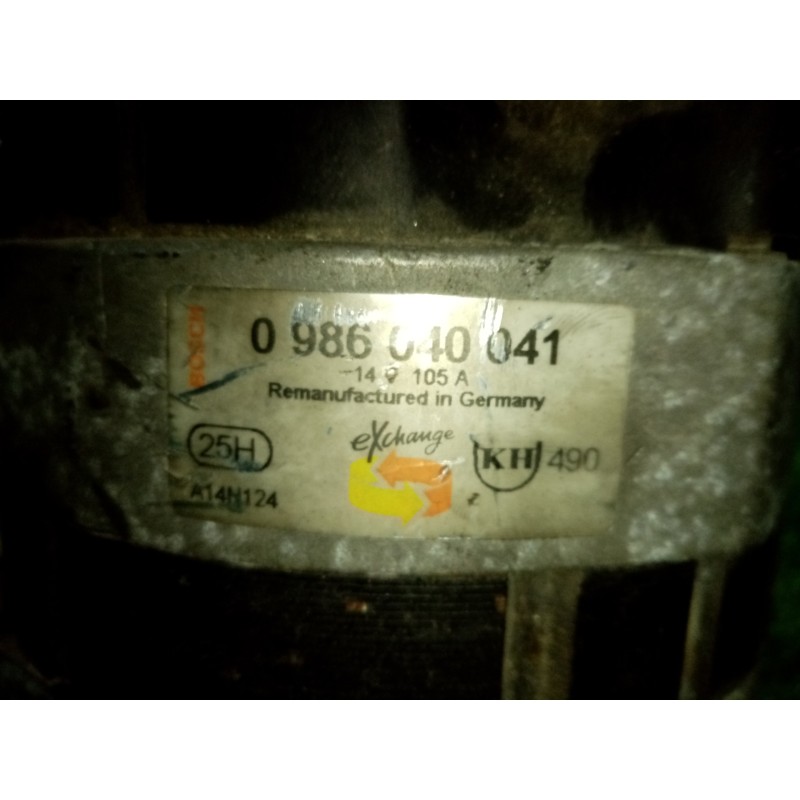 BOSCH
0 986 040 041
14 V 105 A
Remanufactured in Germany
eXchange
25H
KH 490
A14N124